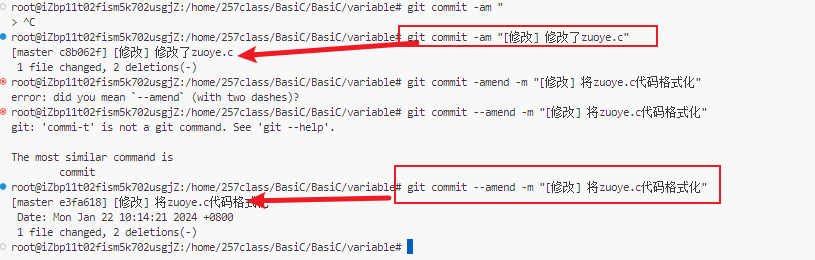 root@iZbp11t02fism5k702usgjZ:/home/257class/BasiC/BasiC/variable# git commit -am "
> ^C
root@iZbp11t02fism5k702usgjZ:/home/257class/BasiC/BasiC/variable# git commit -am "[修改] 修改了zuoye.c"
[master c8b062f] [修改] 修改了zuoye.c
1 file changed, 2 deletions(-)
root@iZbp11t02fism5k702usgjZ:/home/257class/BasiC/BasiC/variable# git commit -amend -m "[修改] 将zuoye.c代码格式化"
error: did you mean `--amend` (with two dashes)?
root@iZbp11t02fism5k702usgjZ:/home/257class/BasiC/BasiC/variable# git commit --amend -m "[修改] 将zuoye.c代码格式化"
git: 'commi-t' is not a git command. See 'git --help'.
The most similar command is
commit
root@iZbp11t02fism5k702usgjZ:/home/257class/BasiC/BasiC/variable# git commit --amend -m "[修改] 将zuoye.c代码格式化"
[master e3fa618] [修改] 将zuoye.c代码格式化
Date: Mon Jan 22 10:14:21 2024 +0800
1 file changed, 2 deletions(-)
root@iZbp11t02fism5k702usgjZ:/home/257class/BasiC/BasiC/variable#